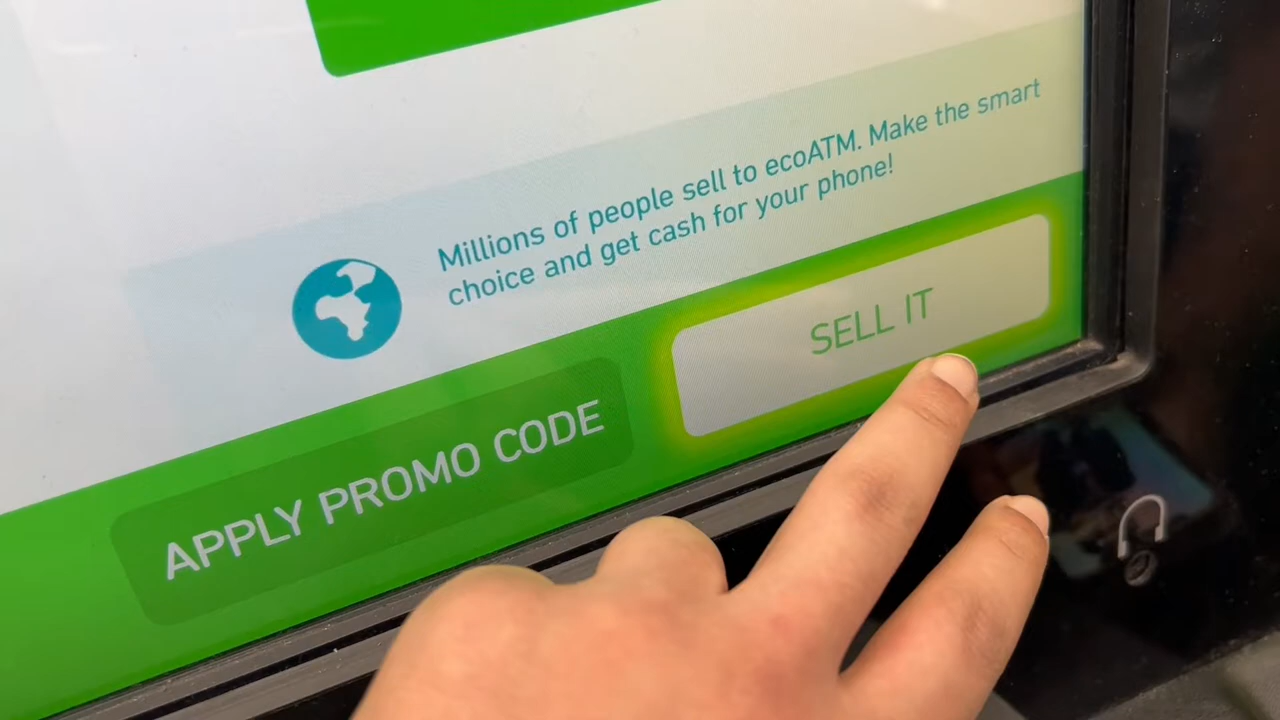 Millions of people sell to ecoATM. Make the smart
choice and get cash for your phone!
SELL IT
APPLY PROMO CODE